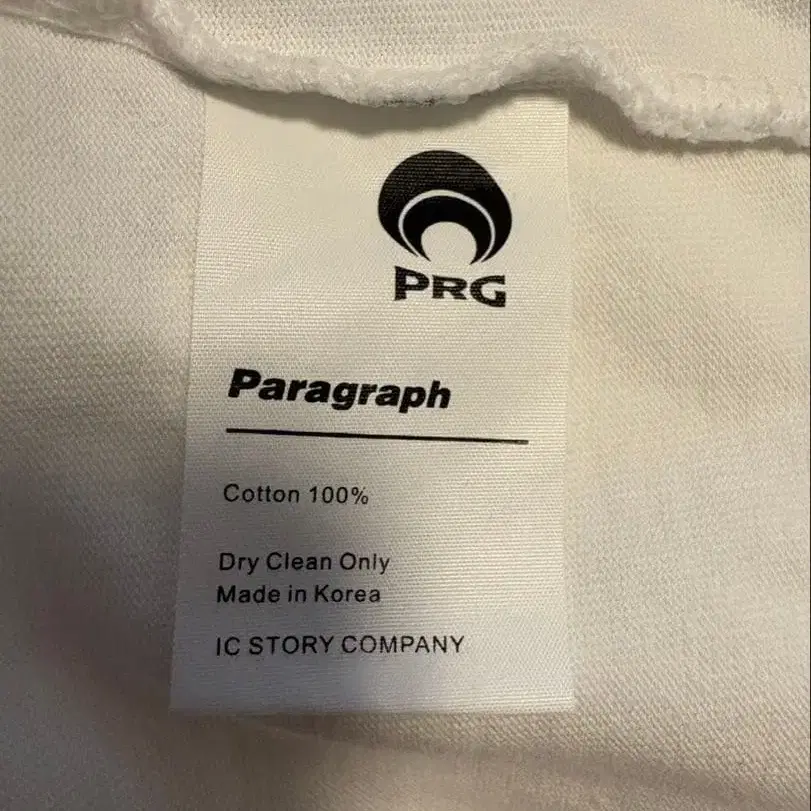 PRG
Paragraph
Cotton 100%
Dry Clean Only
Made in Korea
IC STORY COMPANY